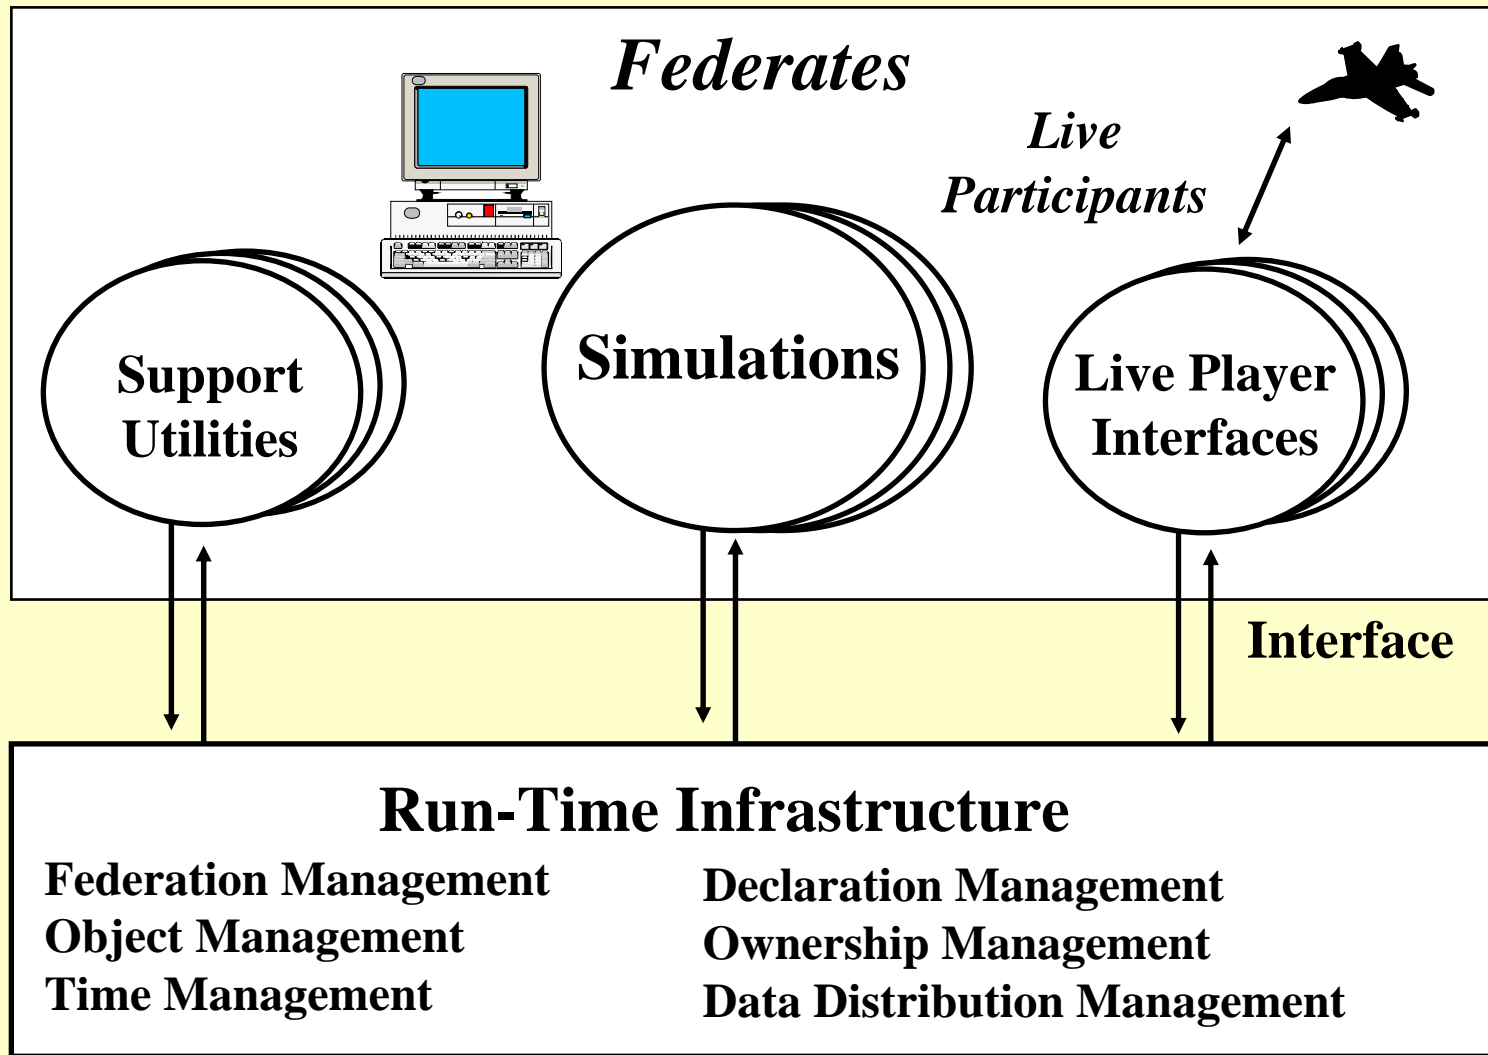 Federates
Live
Participants
Support
Utilities
Simulations
Live Player
Interfaces
Interface
Run-Time Infrastructure
Federation Management
Object Management
Time Management
Declaration Management
Ownership Management
Data Distribution Management